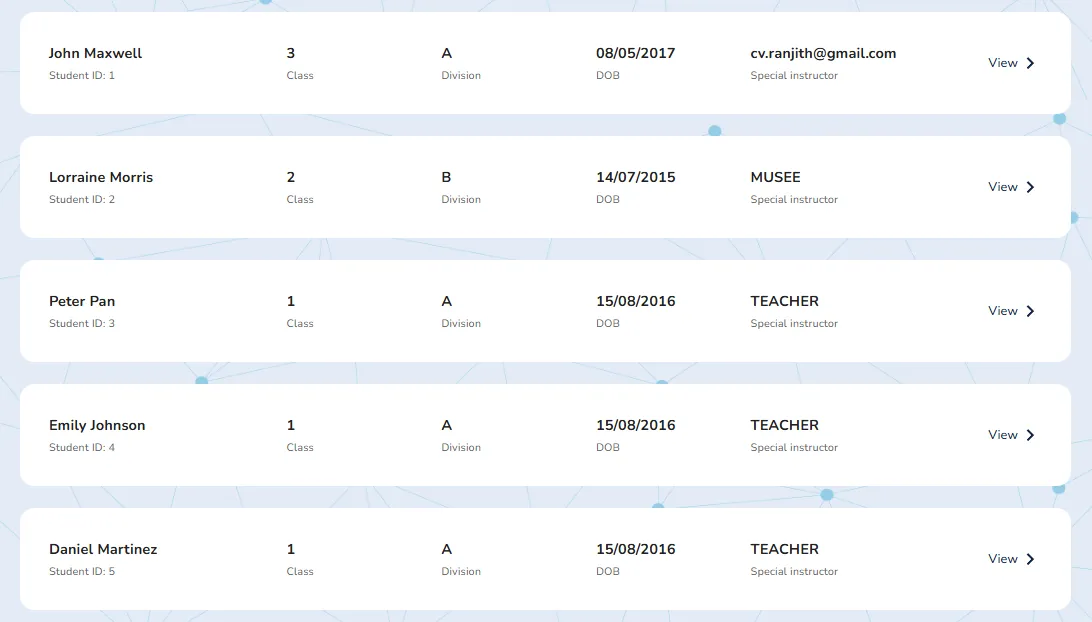 John Maxwell 3 A 08/05/2017 cv.ranjith@gmail.com View
Student ID: 1 Class Division DOB Special instructor
Lorraine Morris 2 B 14/07/2015 MUSEE View
Student ID: 2 Class Division DOB Special instructor
Peter Pan 1 A 15/08/2016 TEACHER View
Student ID: 3 Class Division DOB Special instructor
Emily Johnson 1 A 15/08/2016 TEACHER View
Student ID: 4 Class Division DOB Special instructor
Daniel Martinez 1 A 15/08/2016 TEACHER View
Student ID: 5 Class Division DOB Special instructor